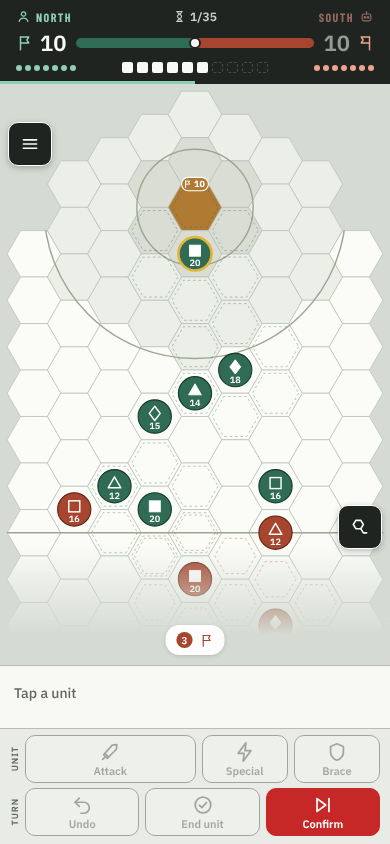 NORTH
1/35
SOUTH
10
10
10
20
18
14
15
12
16
20
16
12
20
3
Tap a unit
UNIT
Attack
Special
Brace
TURN
Undo
End unit
Confirm